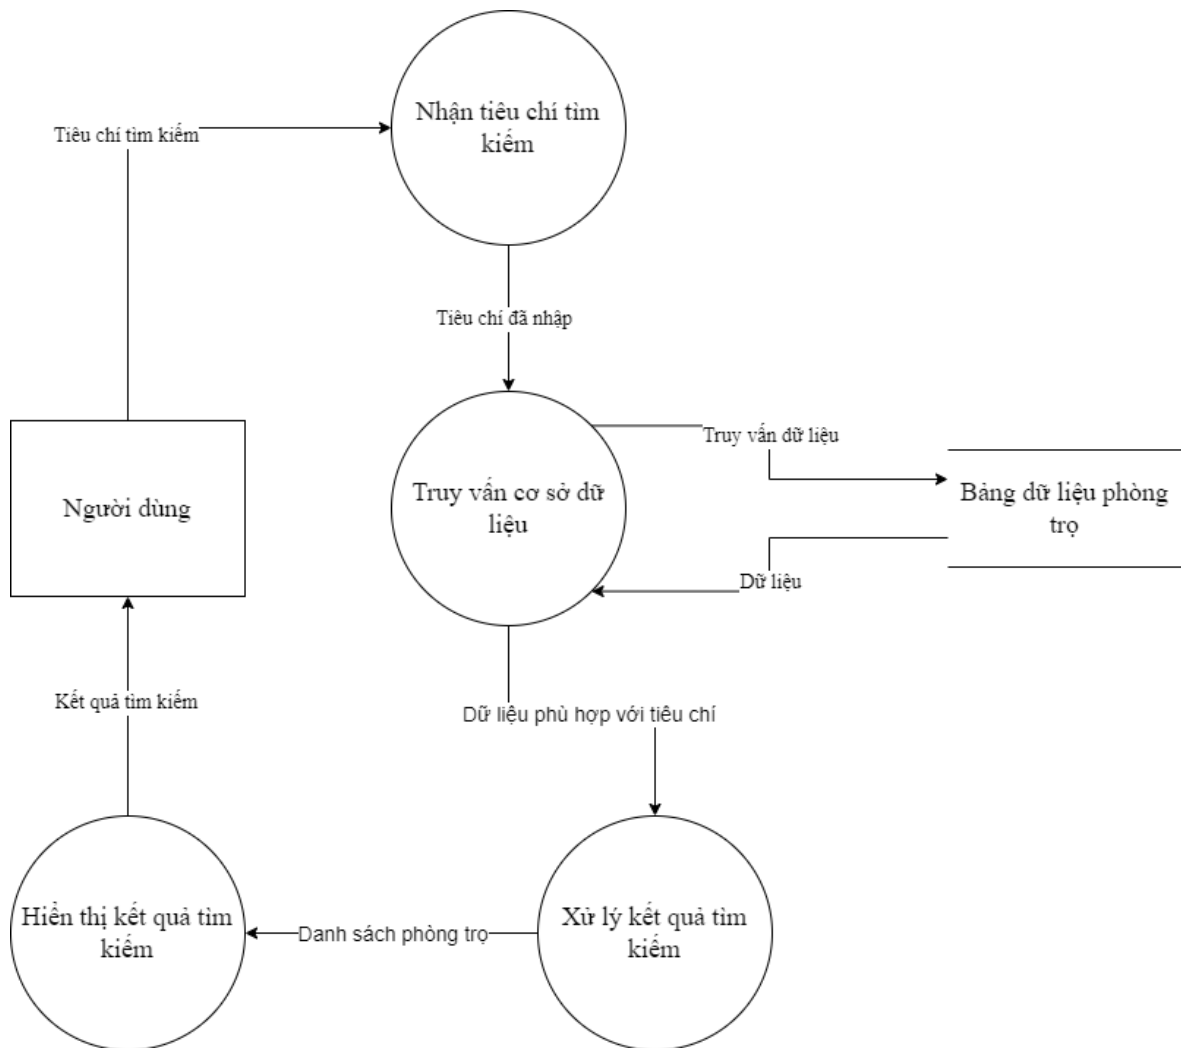 Nhận tiêu chí tìm
kiếm
Tiêu chí tìm kiếm
Tiêu chí đã nhập
Truy vấn dữ liệu
Người dùng
Truy vấn cơ sở dữ
liệu
Bảng dữ liệu phòng
trọ
Dữ liệu
Kết quả tìm kiếm
Dữ liệu phù hợp với tiêu chí
Hiển thị kết quả tìm
kiếm
Danh sách phòng trọ
Xử lý kết quả tìm
kiếm